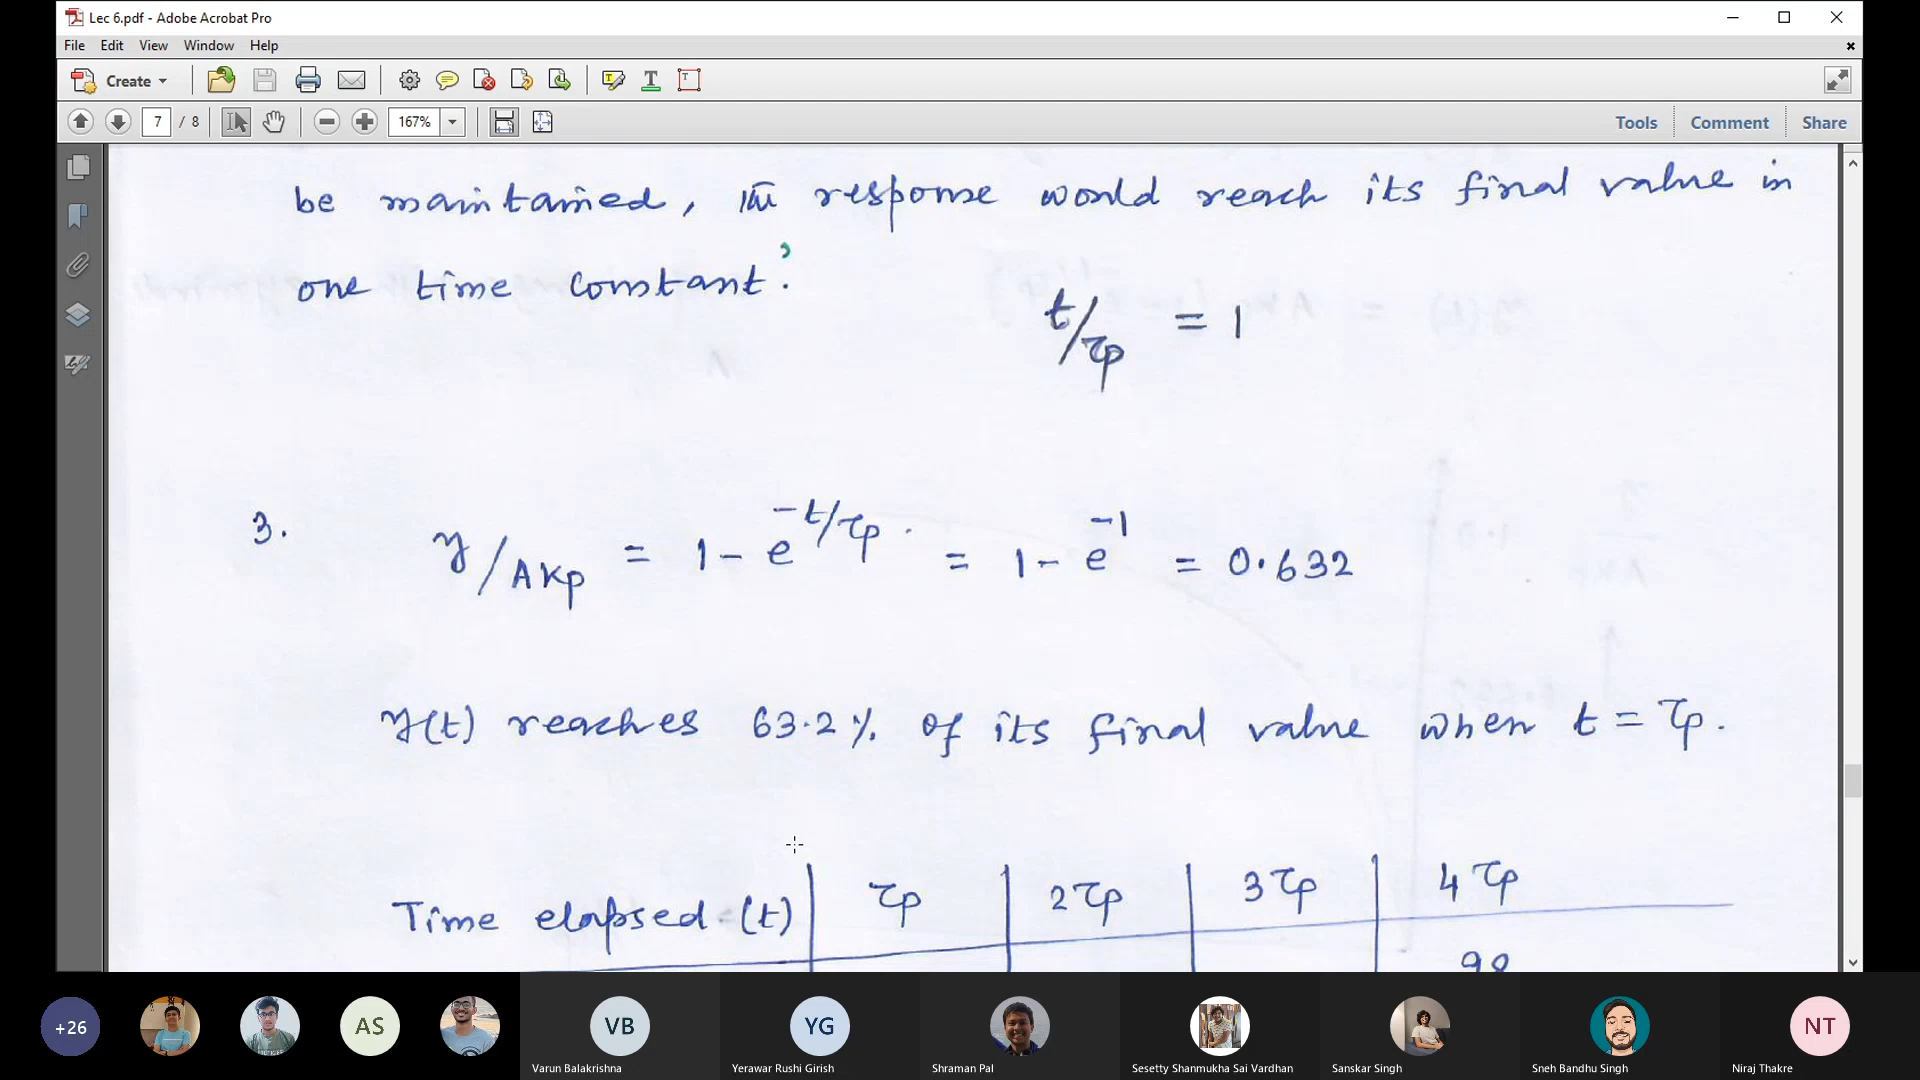 Lec 6.pdf - Adobe Acrobat Pro
File Edit View Window Help
Create
7 / 8 167% Tools Comment Share
be maintained, the response would reach its final value in
one time constant'.
t/τp = 1
3. y/AKp = 1 - e^-t/τp = 1 - e^-1 = 0.632
y(t) reaches 63.2% of its final value when t = τp.
Time elapsed (t) | τp | 2τp | 3τp | 4τp
98
+26 AS VB YG NT
Varun Balakrishna Yerawar Rushi Girish Shraman Pal Sesetty Shanmukha Sai Vardhan Sanskar Singh Sneh Bandhu Singh Niraj Thakre